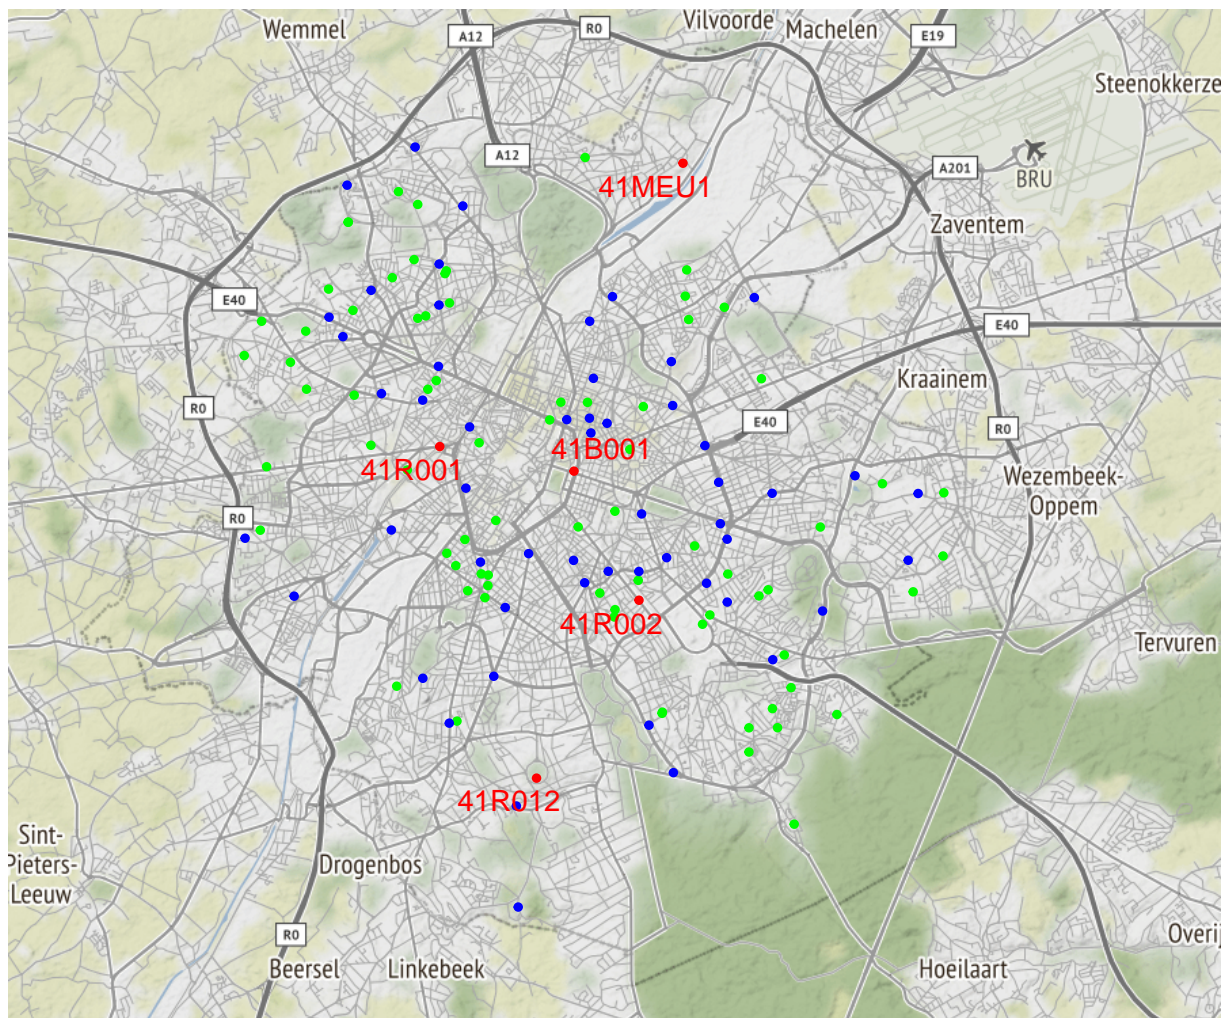 Wemmel
A12
R0
Vilvoorde
Machelen
E19
Steenokkerze
A12
A201
BRU
41MEU1
Zaventem
E40
E40
Kraainem
R0
E40
R0
41B001
41R001
Wezembeek-
Oppem
R0
41R002
Tervuren
41R012
Sint-
Pieters-
Leeuw
Drogenbos
R0
Overij
Beersel
Linkebeek
Hoeilaart